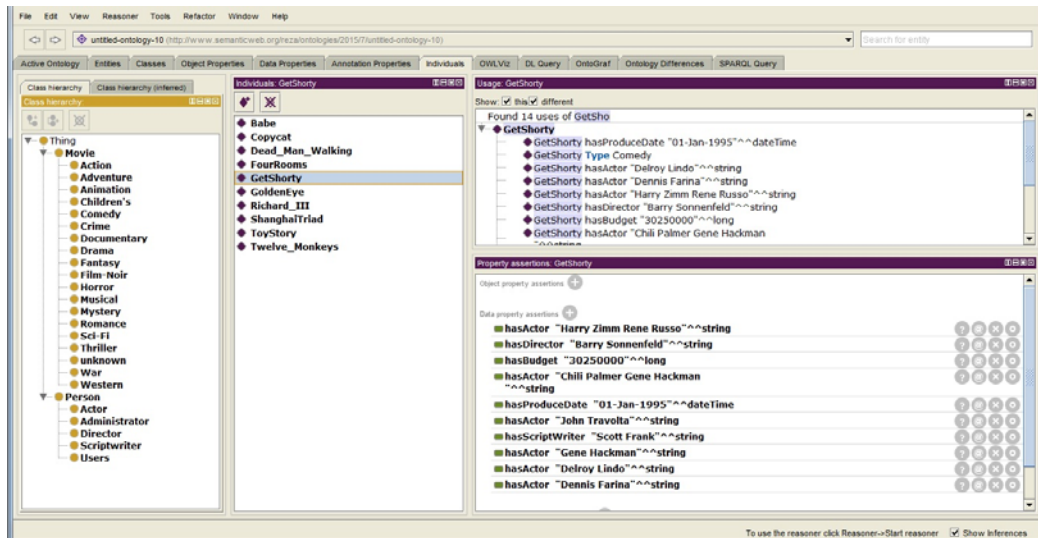 File Edit View Reasoner Tools Refactor Window Help
untitled-ontology-10 (http://www.semanticweb.org/reza/ontologies/2015/7/untitled-ontology-10)
Search for entity
Active Ontology Entities Classes Object Properties Data Properties Annotation Properties Individuals OWLViz DL Query OntoGraf Ontology Differences SPARQL Query
Class hierarchy Class hierarchy (inferred)
Class hierarchy:
Thing
Movie
Action
Adventure
Animation
Children's
Comedy
Crime
Documentary
Drama
Fantasy
Film-Noir
Horror
Musical
Mystery
Romance
Sci-Fi
Thriller
unknown
War
Western
Person
Actor
Administrator
Director
Scriptwriter
Users
Individuals: GetShorty
Babe
Copycat
Dead_Man_Walking
FourRooms
GetShorty
GoldenEye
Richard_III
ShanghaiTriad
ToyStory
Twelve_Monkeys
Usage: GetShorty
Show: this different
Found 14 uses of GetSho
GetShorty
GetShorty hasProduceDate "01-Jan-1995"^^dateTime
GetShorty Type Comedy
GetShorty hasActor "Delroy Lindo"^^string
GetShorty hasActor "Dennis Farina"^^string
GetShorty hasActor "Harry Zimm Rene Russo"^^string
GetShorty hasDirector "Barry Sonnenfeld"^^string
GetShorty hasBudget "30250000"^^long
GetShorty hasActor "Chili Palmer Gene Hackman
"^^string
Property assertions: GetShorty
Object property assertions
Data property assertions
hasActor "Harry Zimm Rene Russo"^^string
hasDirector "Barry Sonnenfeld"^^string
hasBudget "30250000"^^long
hasActor "Chili Palmer Gene Hackman
"^^string
hasProduceDate "01-Jan-1995"^^dateTime
hasActor "John Travolta"^^string
hasScriptWriter "Scott Frank"^^string
hasActor "Gene Hackman"^^string
hasActor "Delroy Lindo"^^string
hasActor "Dennis Farina"^^string
To use the reasoner click Reasoner->Start reasoner Show Inferences